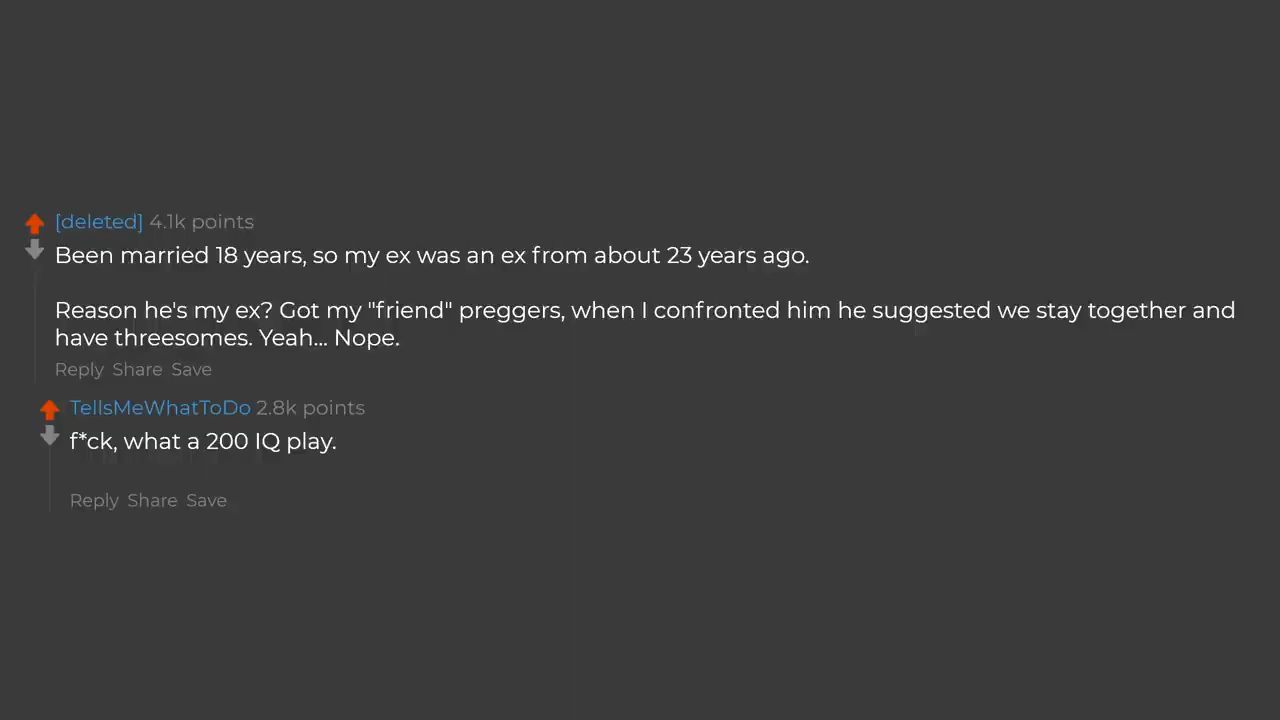 [deleted] 4.1k points
Been married 18 years, so my ex was an ex from about 23 years ago.
Reason he's my ex? Got my "friend" preggers, when I confronted him he suggested we stay together and
have threesomes. Yeah... Nope.
Reply Share Save
TellsMeWhatToDo 2.8k points
f*ck, what a 200 IQ play.
Reply Share Save